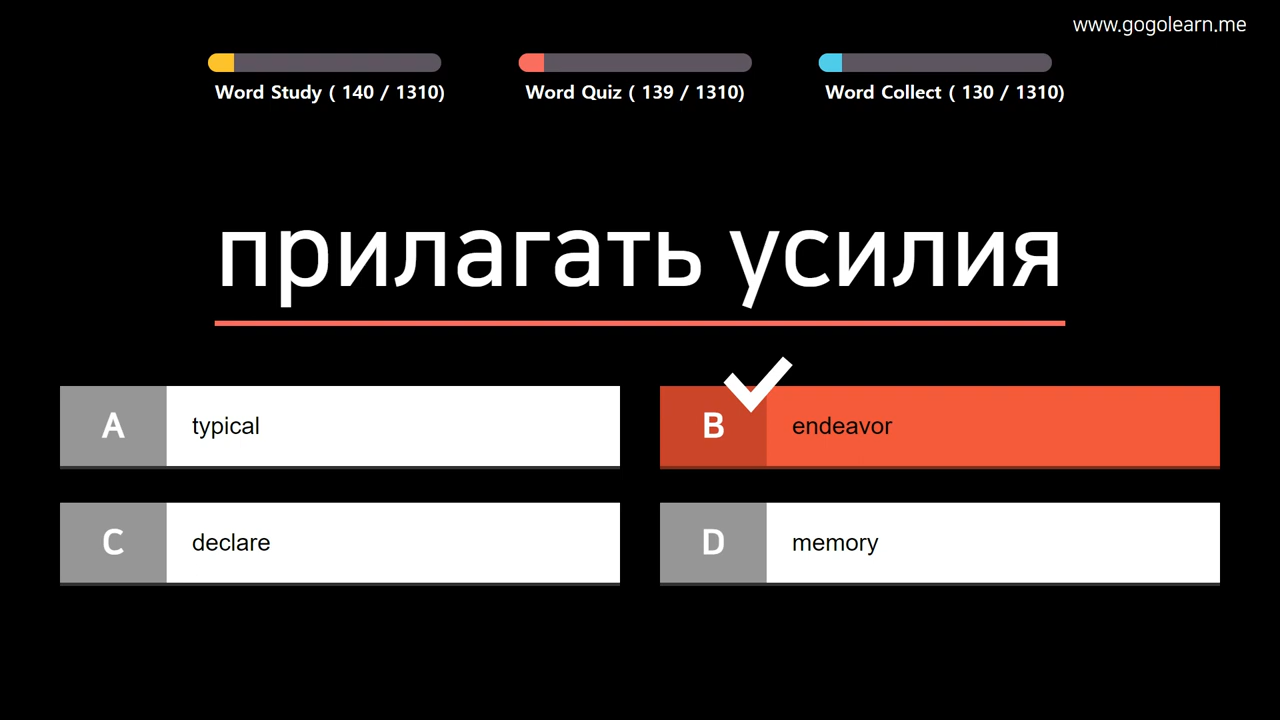 www.gogolearn.me
Word Study ( 140 / 1310)
Word Quiz ( 139 / 1310)
Word Collect ( 130 / 1310)
прилагать усилия
A typical
B endeavor
C declare
D memory